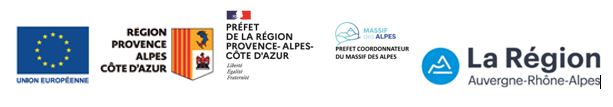 UNION EUROPÉENNE
RÉGION
PROVENCE
ALPES
CÔTE D'AZUR
PRÉFET
DE LA RÉGION
PROVENCE- ALPES-
CÔTE D'AZUR
Liberté
Égalité
Fraternité
MASSIF
des ALPES
PREFET COORDONNATEUR
DU MASSIF DES ALPES
La Région
Auvergne-Rhône-Alpes